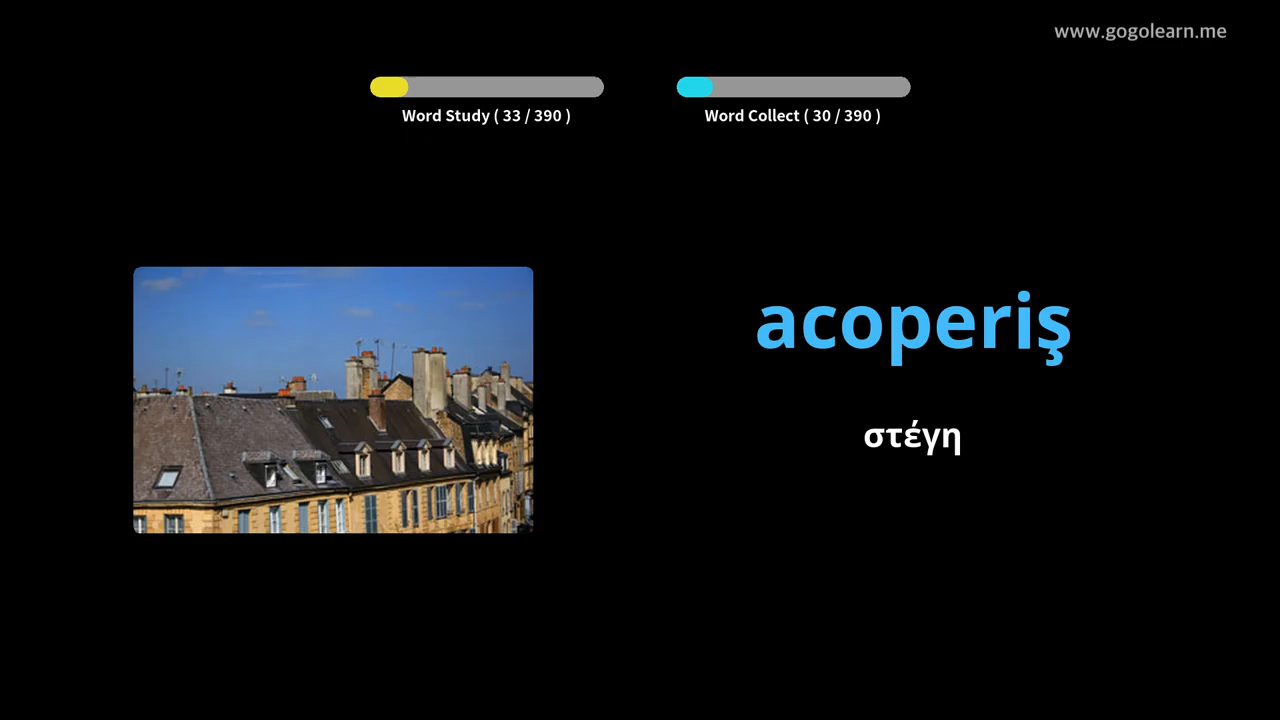 www.gogolearn.me
Word Study ( 33 / 390 )
Word Collect ( 30 / 390 )
acoperiş
στέγη